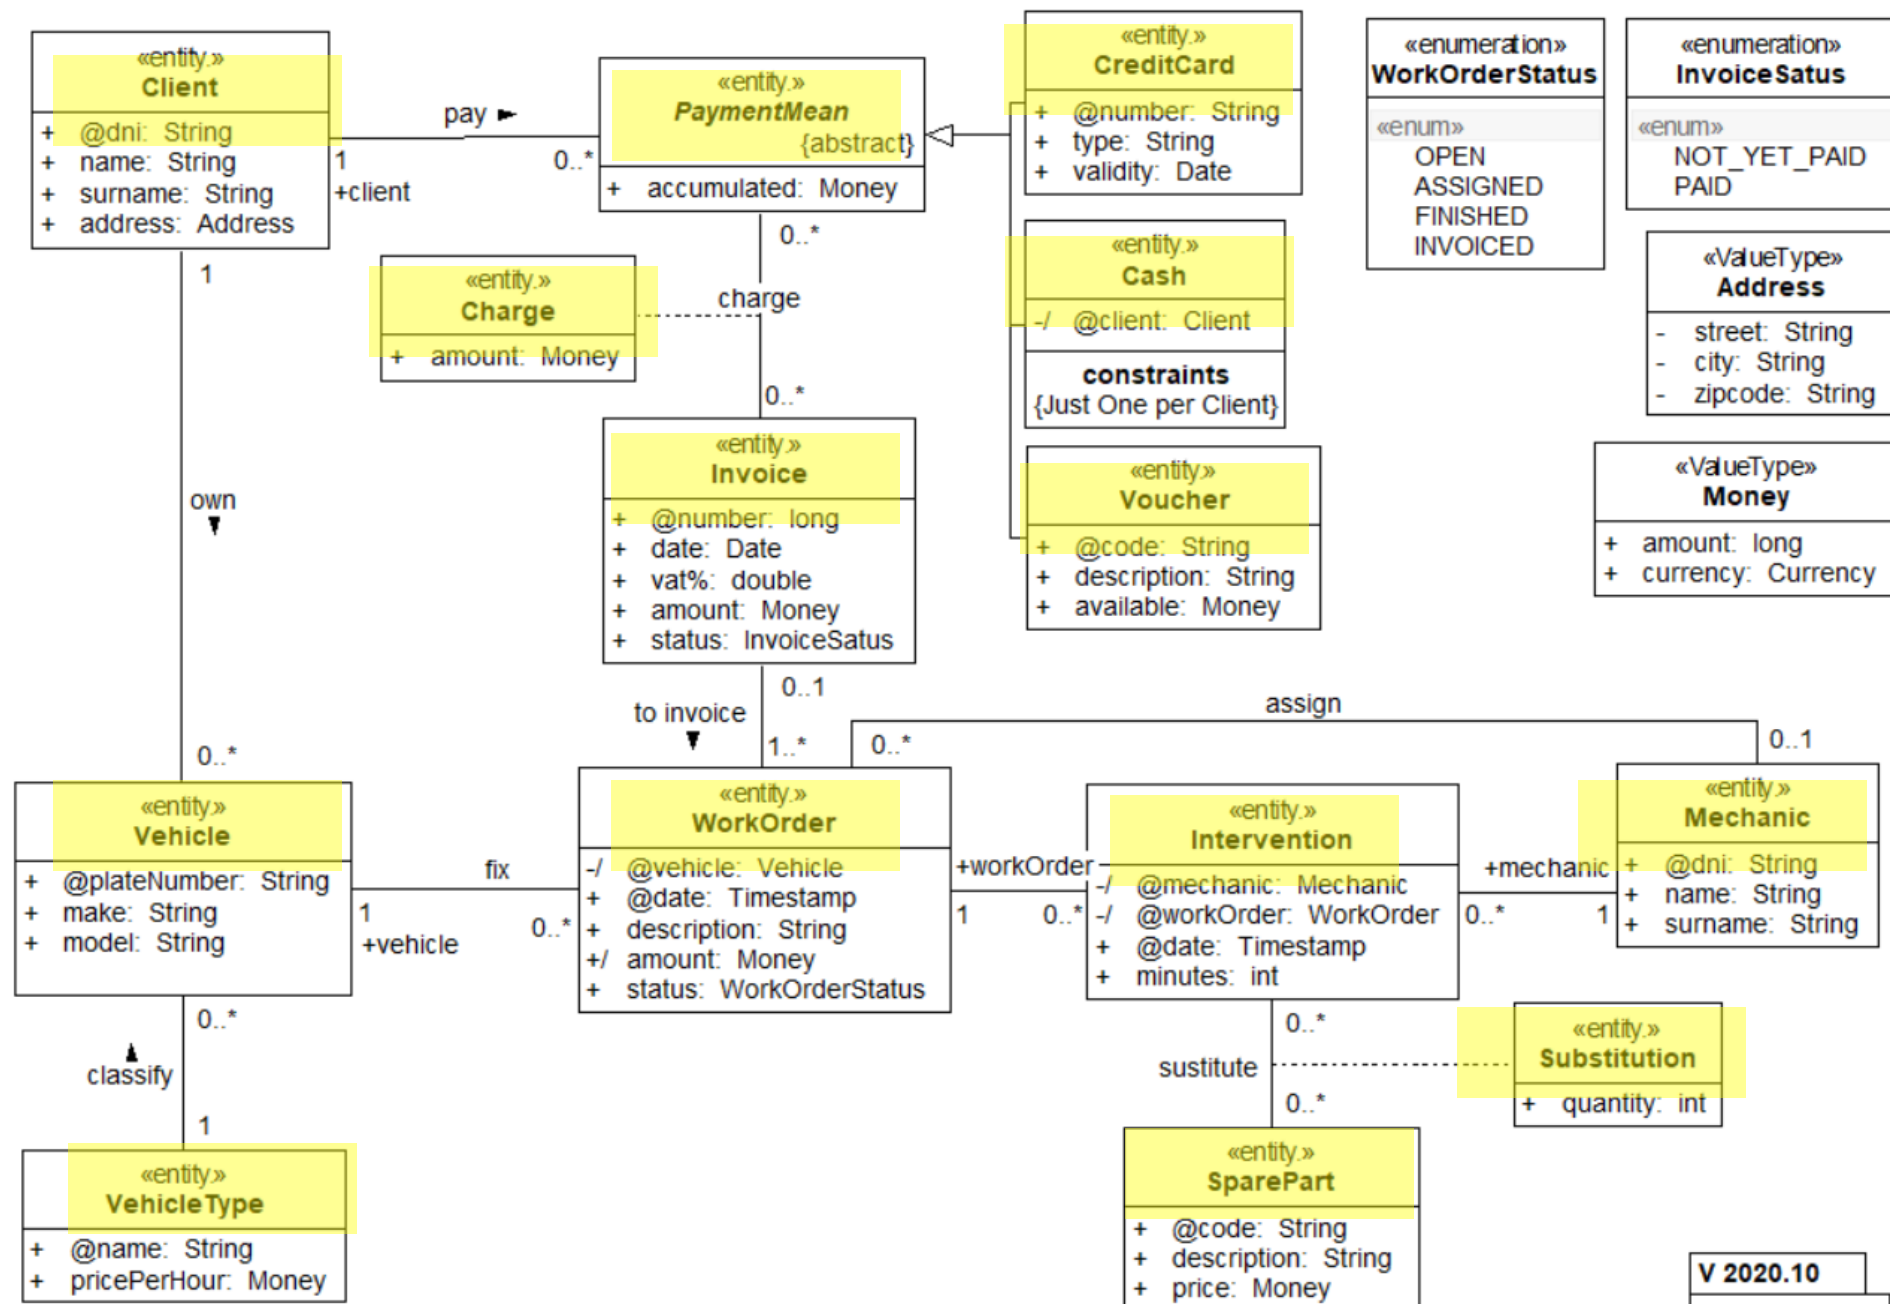 «entity.»
Client
+ @dni: String
+ name: String
+ surname: String
+ address: Address
pay
1
0..*
+client
«entity.»
PaymentMean
{abstract}
+ accumulated: Money
«entity.»
CreditCard
+ @number: String
+ type: String
+ validity: Date
«enumeration»
WorkOrderStatus
«enum»
OPEN
ASSIGNED
FINISHED
INVOICED
«enumeration»
InvoiceSatus
«enum»
NOT_YET_PAID
PAID
0..*
1
«entity.»
Charge
+ amount: Money
charge
0..*
«entity.»
Cash
-/ @client: Client
constraints
{Just One per Client}
«ValueType»
Address
- street: String
- city: String
- zipcode: String
own
«entity.»
Invoice
+ @number: long
+ date: Date
+ vat%: double
+ amount: Money
+ status: InvoiceSatus
«entity.»
Voucher
+ @code: String
+ description: String
+ available: Money
«ValueType»
Money
+ amount: long
+ currency: Currency
0..1
to invoice
1..*
0..*
assign
0..1
0..*
«entity.»
Vehicle
+ @plateNumber: String
+ make: String
+ model: String
fix
1
0..*
+vehicle
«entity.»
WorkOrder
-/ @vehicle: Vehicle
+ @date: Timestamp
+ description: String
+/ amount: Money
+ status: WorkOrderStatus
+workOrder
1
0..*
«entity.»
Intervention
-/ @mechanic: Mechanic
-/ @workOrder: WorkOrder
+ @date: Timestamp
+ minutes: int
+mechanic
0..*
1
«entity.»
Mechanic
+ @dni: String
+ name: String
+ surname: String
0..*
classify
1
0..*
sustitute
0..*
«entity.»
Substitution
+ quantity: int
«entity.»
VehicleType
+ @name: String
+ pricePerHour: Money
«entity.»
SparePart
+ @code: String
+ description: String
+ price: Money
V 2020.10